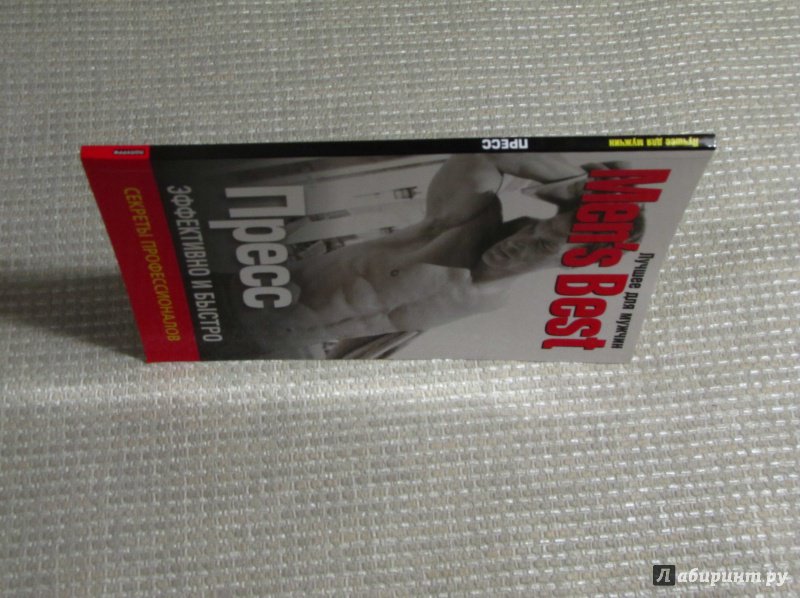 Лучшее для мужчин
Men's Best
Пресс
ЭФФЕКТИВНО И БЫСТРО
СЕКРЕТЫ ПРОФЕССИОНАЛОВ
Лучшее для мужчин
ПРЕСС
Лабиринт.ру